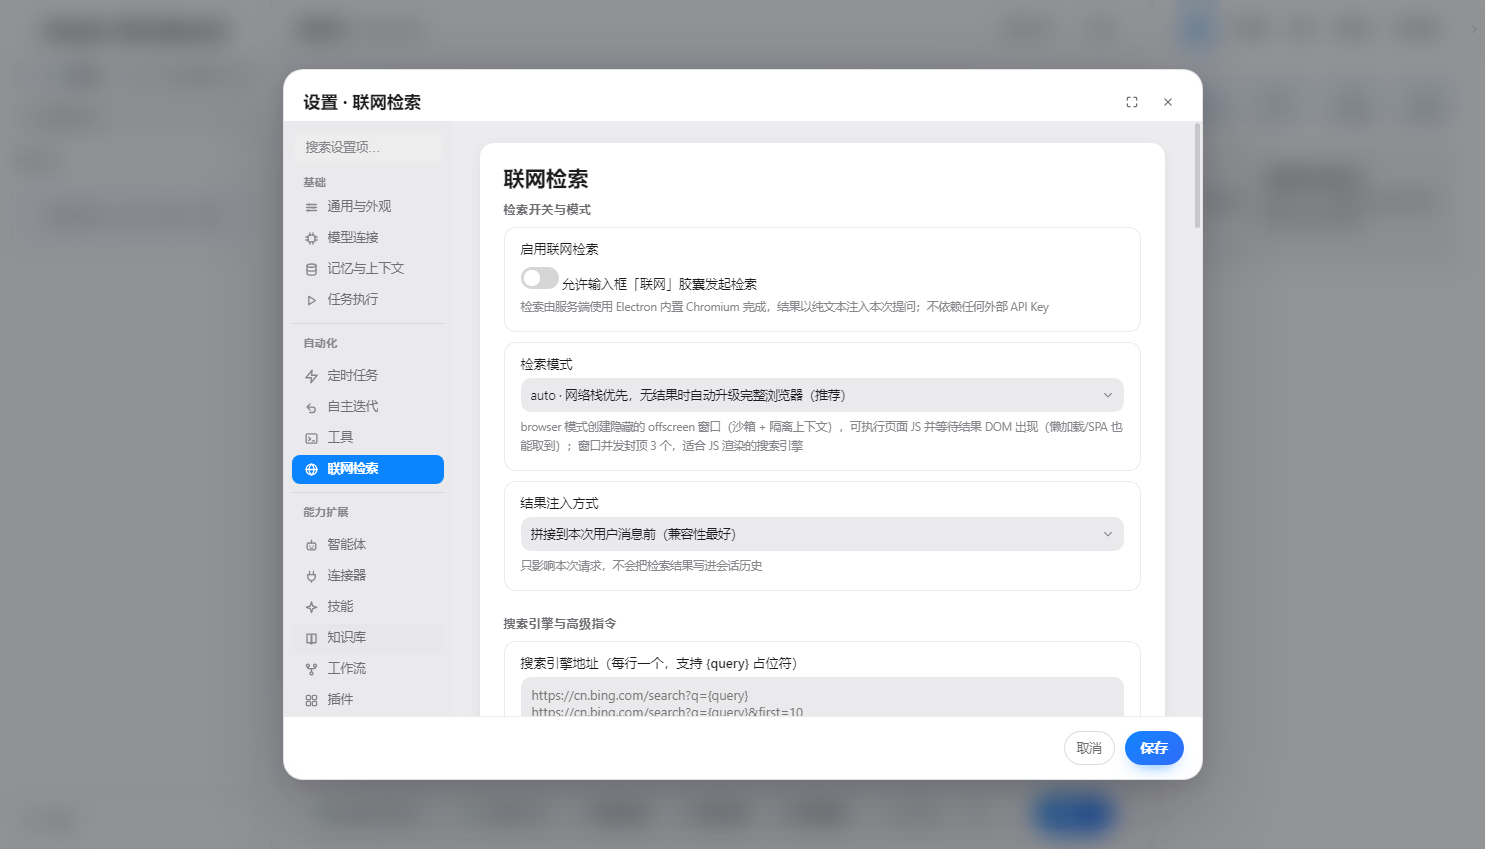 设置 · 联网检索
搜索设置项...
基础
通用与外观
模型连接
记忆与上下文
任务执行
自动化
定时任务
自主迭代
工具
联网检索
能力扩展
智能体
连接器
技能
知识库
工作流
插件
联网检索
检索开关与模式
启用联网检索
允许输入框「联网」胶囊发起检索
检索由服务端使用 Electron 内置 Chromium 完成，结果以纯文本注入本次提问；不依赖任何外部 API Key
检索模式
auto · 网络栈优先，无结果时自动升级完整浏览器（推荐）
browser 模式创建隐藏的 offscreen 窗口（沙箱 + 隔离上下文），可执行页面 JS 并等待结果 DOM 出现（懒加载/SPA 也
能取到）；窗口并发封顶 3 个，适合 JS 渲染的搜索引擎
结果注入方式
拼接到本次用户消息前（兼容性最好）
只影响本次请求，不会把检索结果写进会话历史
搜索引擎与高级指令
搜索引擎地址（每行一个，支持 {query} 占位符）
https://cn.bing.com/search?q={query}
https://cn.bing.com/search?q={query}&first=10
取消
保存